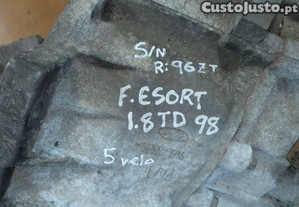 CustoJusto.pt
S/N
R:96ZT
F.ESORT
1.8TD 98
5 velo